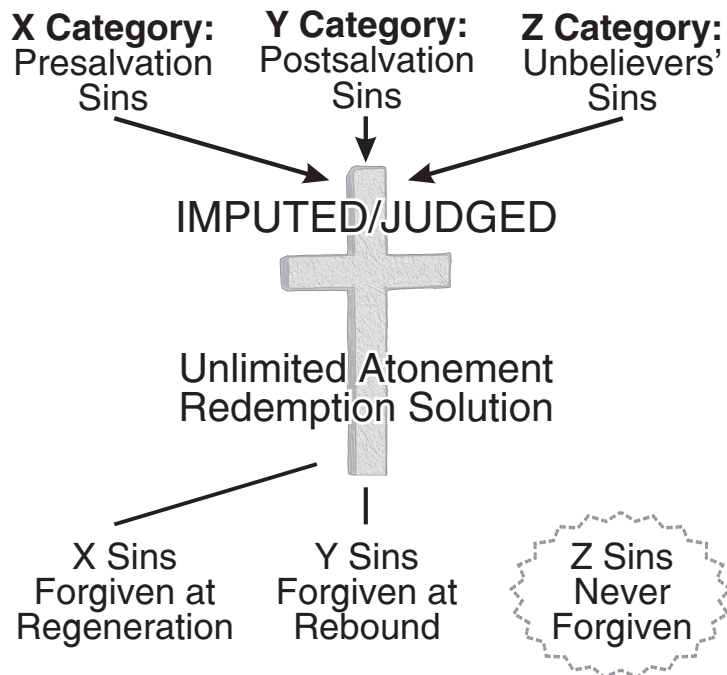 X Category:
Presalvation
Sins
Y Category:
Postsalvation
Sins
Z Category:
Unbelievers’
Sins
IMPUTED/JUDGED
Unlimited Atonement
Redemption Solution
X Sins
Forgiven at
Regeneration
Y Sins
Forgiven at
Rebound
Z Sins
Never
Forgiven